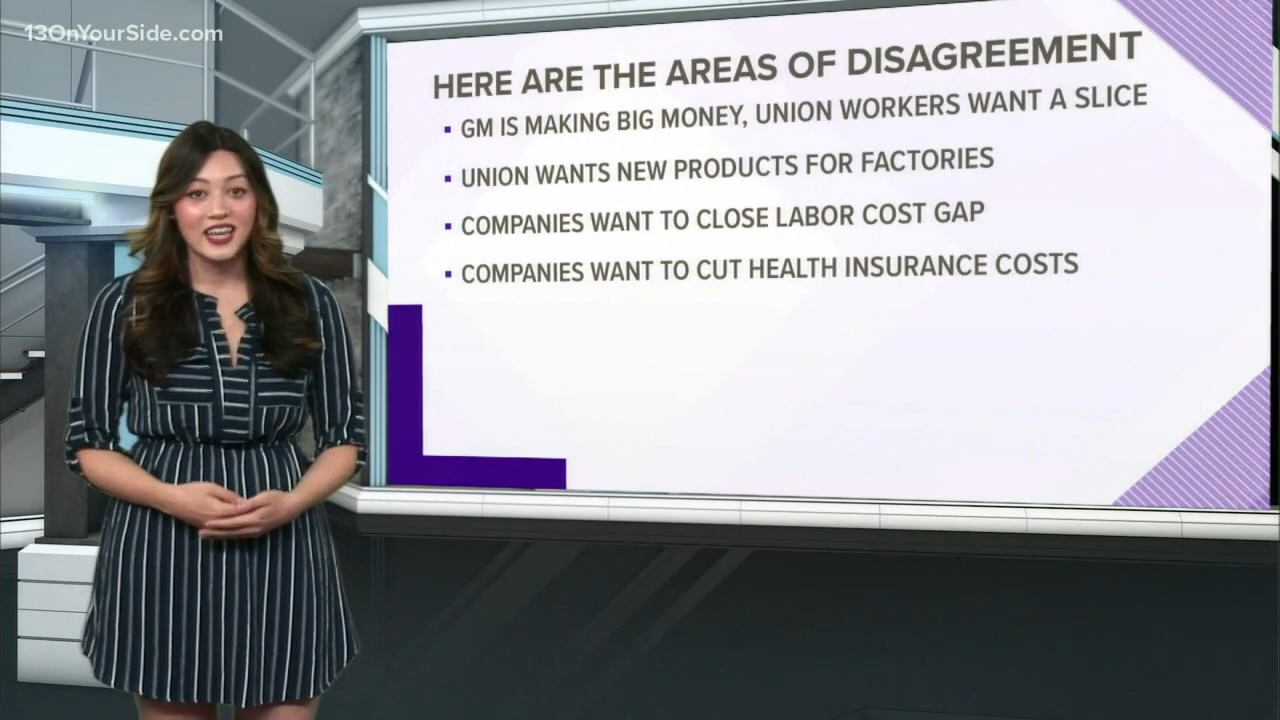 13OnYourSide.com
HERE ARE THE AREAS OF DISAGREEMENT
▪ GM IS MAKING BIG MONEY, UNION WORKERS WANT A SLICE
▪ UNION WANTS NEW PRODUCTS FOR FACTORIES
▪ COMPANIES WANT TO CLOSE LABOR COST GAP
▪ COMPANIES WANT TO CUT HEALTH INSURANCE COSTS